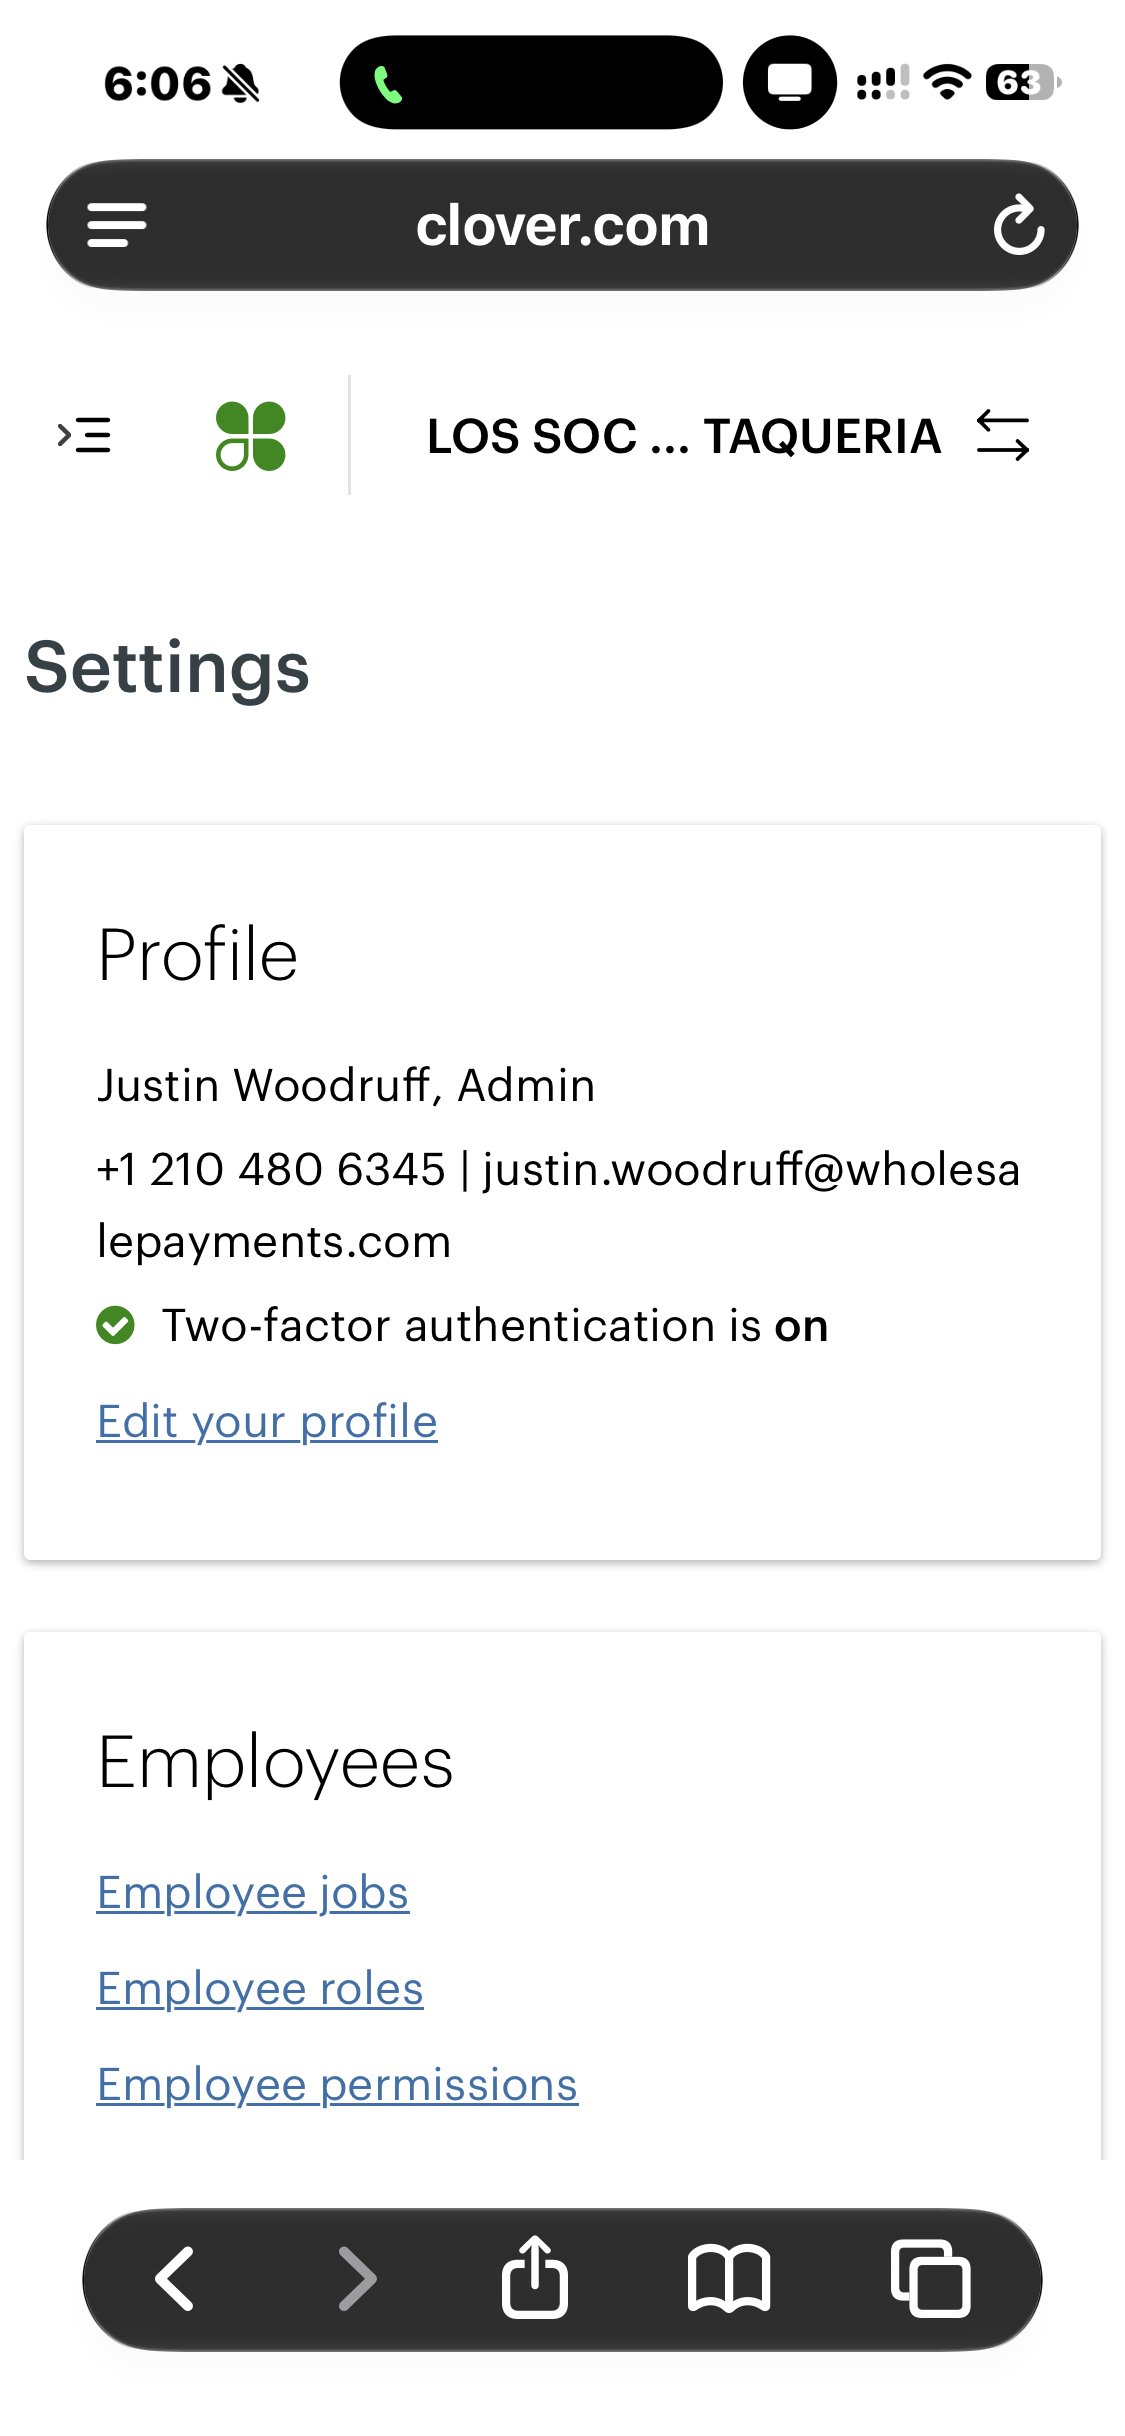 6:06
63
clover.com
LOS SOC ... TAQUERIA
Settings
Profile
Justin Woodruff, Admin
+1 210 480 6345 | justin.woodruff@wholesa
lepayments.com
Two-factor authentication is on
Edit your profile
Employees
Employee jobs
Employee roles
Employee permissions